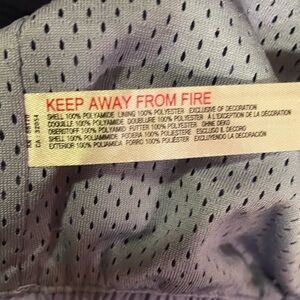 KEEP AWAY FROM FIRE
SHELL 100% POLYAMIDE LINING 100% POLYESTER EXCLUSIVE OF DECORATION
COQUILLE 100% POLYAMIDE DOUBLURE 100% POLYESTER A L'EXCEPTION DE LA DÉCORATION
OBERSTOFF 100% POLYAMID FUTTER 100% POLYESTER OHNE DEKO
SHELL 100% POLIAMMIDE FODERA 100% POLIESTERE ESCLUSO IL DECORO
EXTERIOR 100% POLIAMIDA FORRO 100% POLIÉSTER EXCLUYENDO LA DECORACIÓN